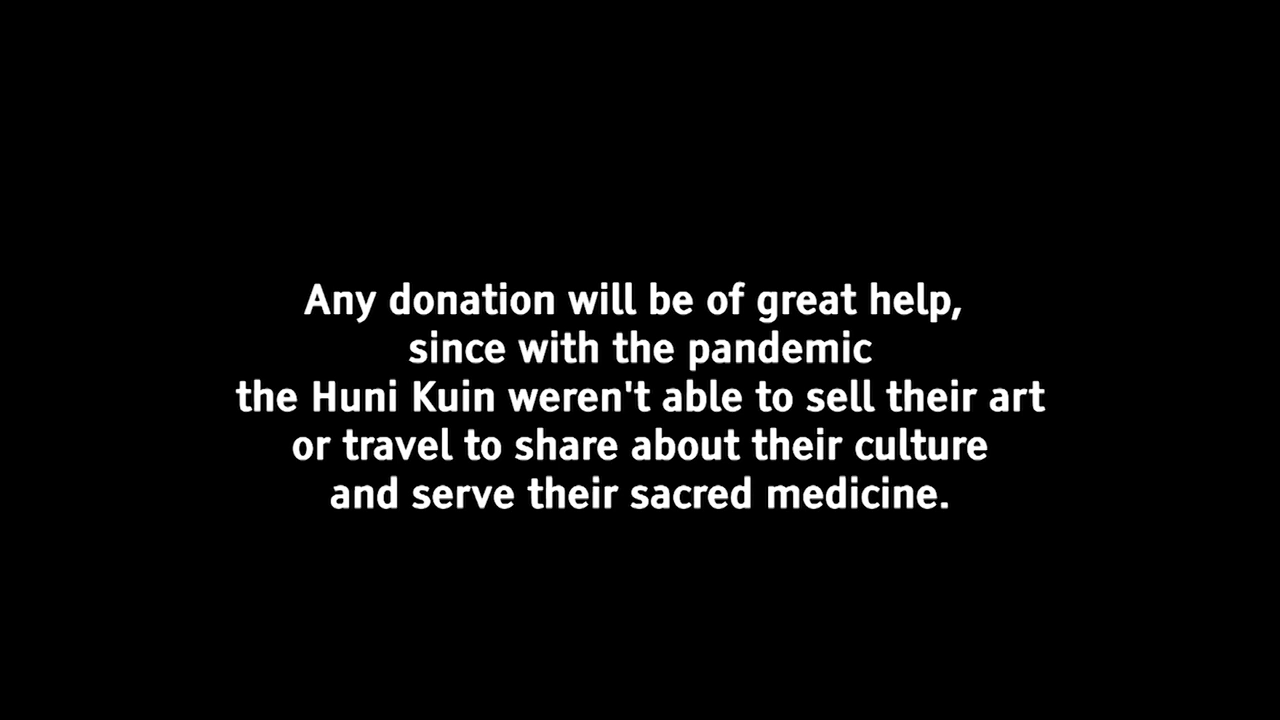 Any donation will be of great help,
since with the pandemic
the Huni Kuin weren't able to sell their art
or travel to share about their culture
and serve their sacred medicine.